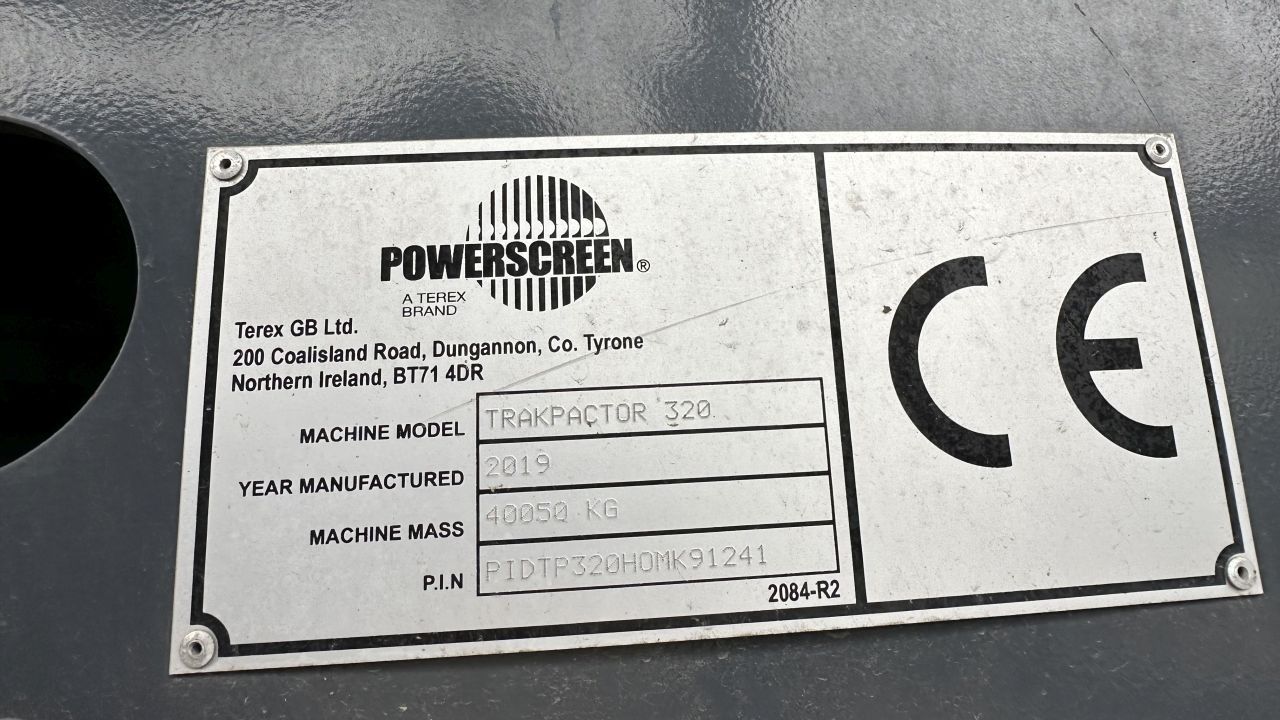 POWERSCREEN®
A TEREX
BRAND
Terex GB Ltd.
200 Coalisland Road, Dungannon, Co. Tyrone
Northern Ireland, BT71 4DR
MACHINE MODEL TRAKPACTOR 320
YEAR MANUFACTURED 2019
MACHINE MASS 40050 KG
P.I.N PIDTP320HOMK91241
2084-R2
CE